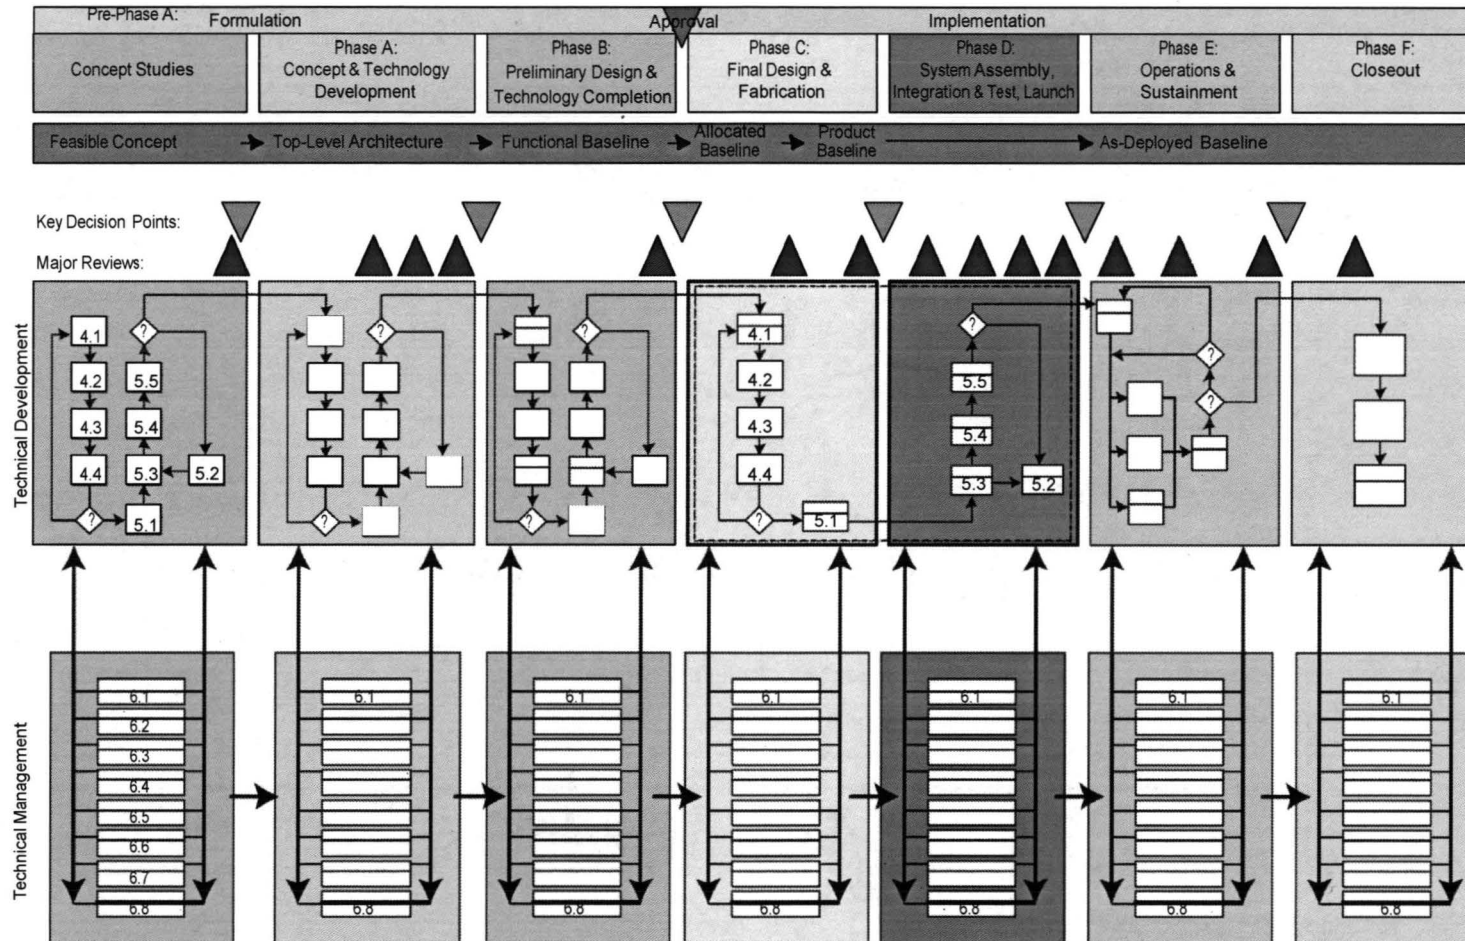 Pre-Phase A:
Formulation
Approval
Implementation
Concept Studies
Phase A:
Concept & Technology
Development
Phase B:
Preliminary Design &
Technology Completion
Phase C:
Final Design &
Fabrication
Phase D:
System Assembly,
Integration & Test, Launch
Phase E:
Operations &
Sustainment
Phase F:
Closeout
Feasible Concept
Top-Level Architecture
Functional Baseline
Allocated
Baseline
Product
Baseline
As-Deployed Baseline
Key Decision Points:
Major Reviews:
Technical Development
4.1
4.2
4.3
4.4
?
?
5.5
5.4
5.3
5.2
5.1
?
?
?
?
4.1
4.2
4.3
4.4
?
5.1
?
5.5
5.4
5.3
5.2
?
?
Technical Management
6.1
6.2
6.3
6.4
6.5
6.6
6.7
6.8
6.1
6.8
6.1
6.8
6.1
6.8
6.1
6.8
6.1
6.8
6.1
6.8